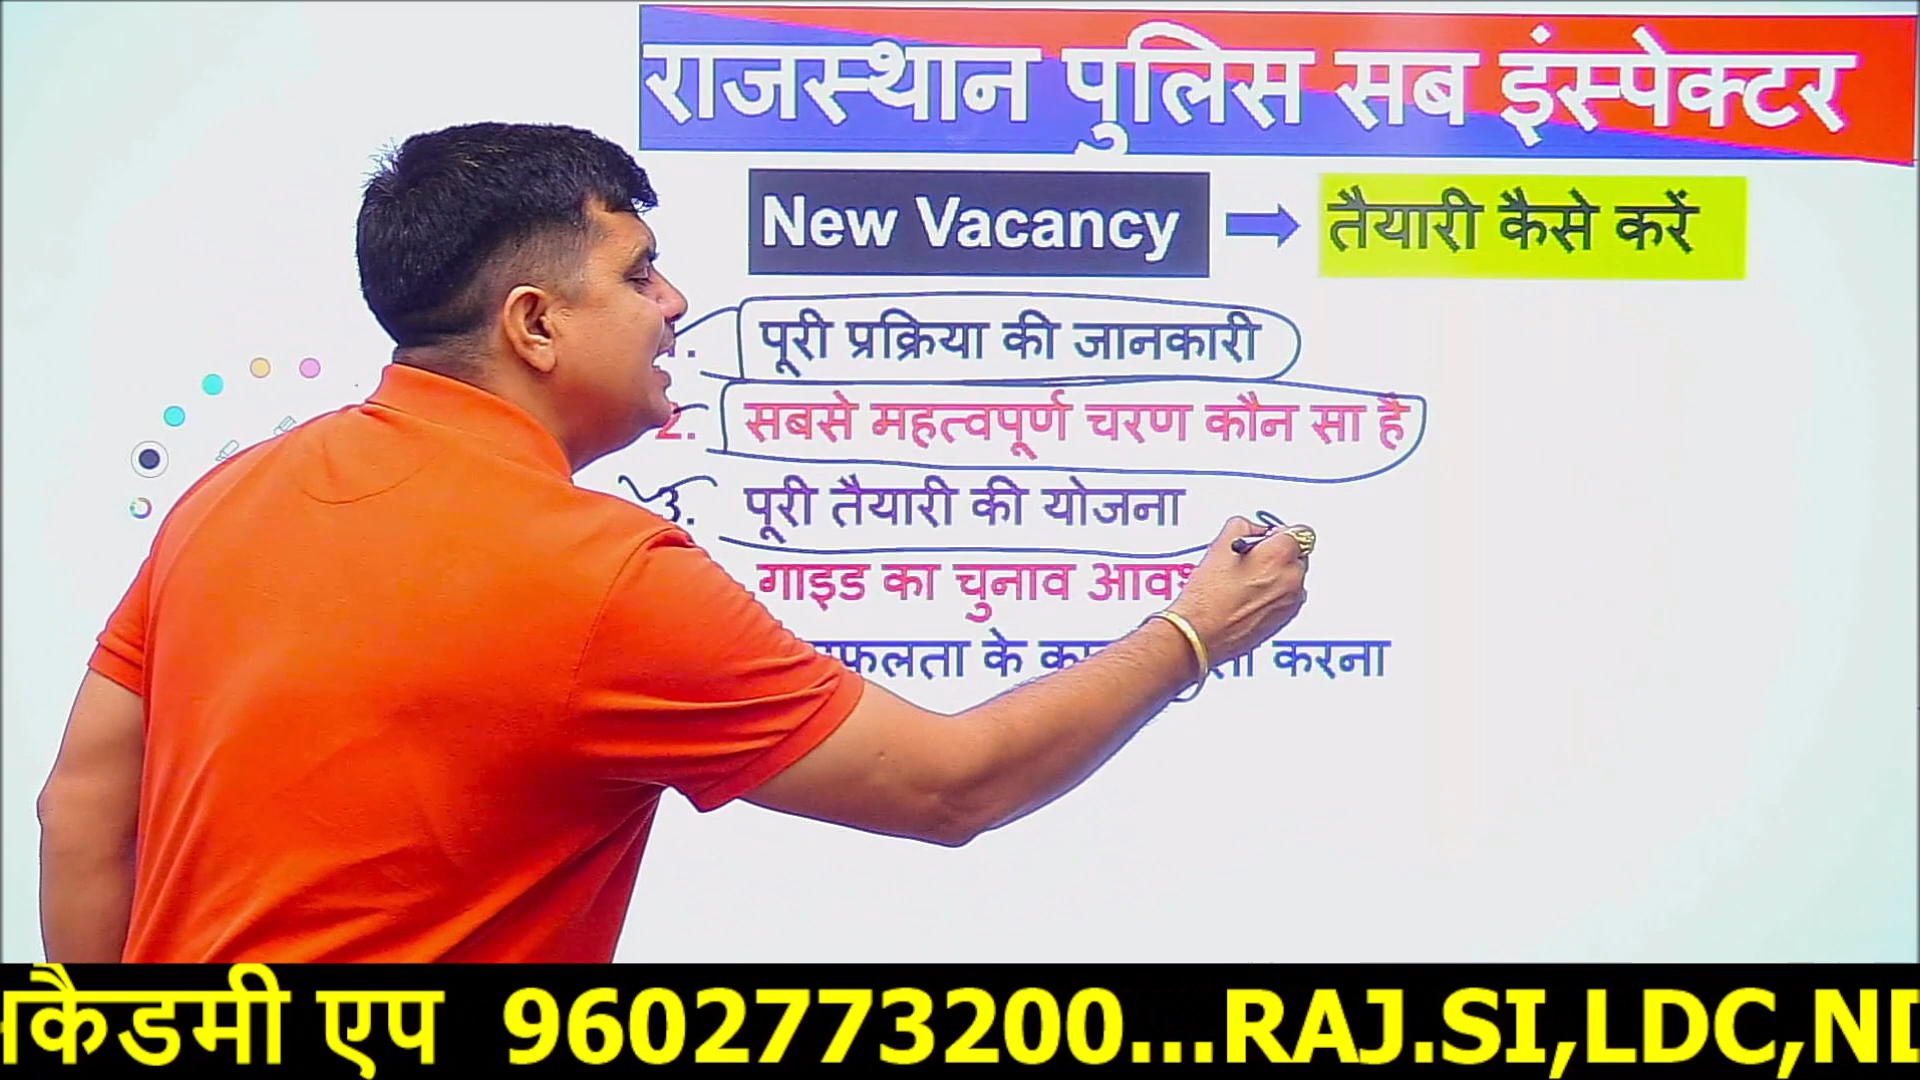 राजस्थान पुलिस सब इंस्पेक्टर
New Vacancy → तैयारी कैसे करें
1. पूरी प्रक्रिया की जानकारी
2. सबसे महत्वपूर्ण चरण कौन सा है
3. पूरी तैयारी की योजना
गाइड का चुनाव
के करना
एप 9602773200...RAJ.SI,LDC,